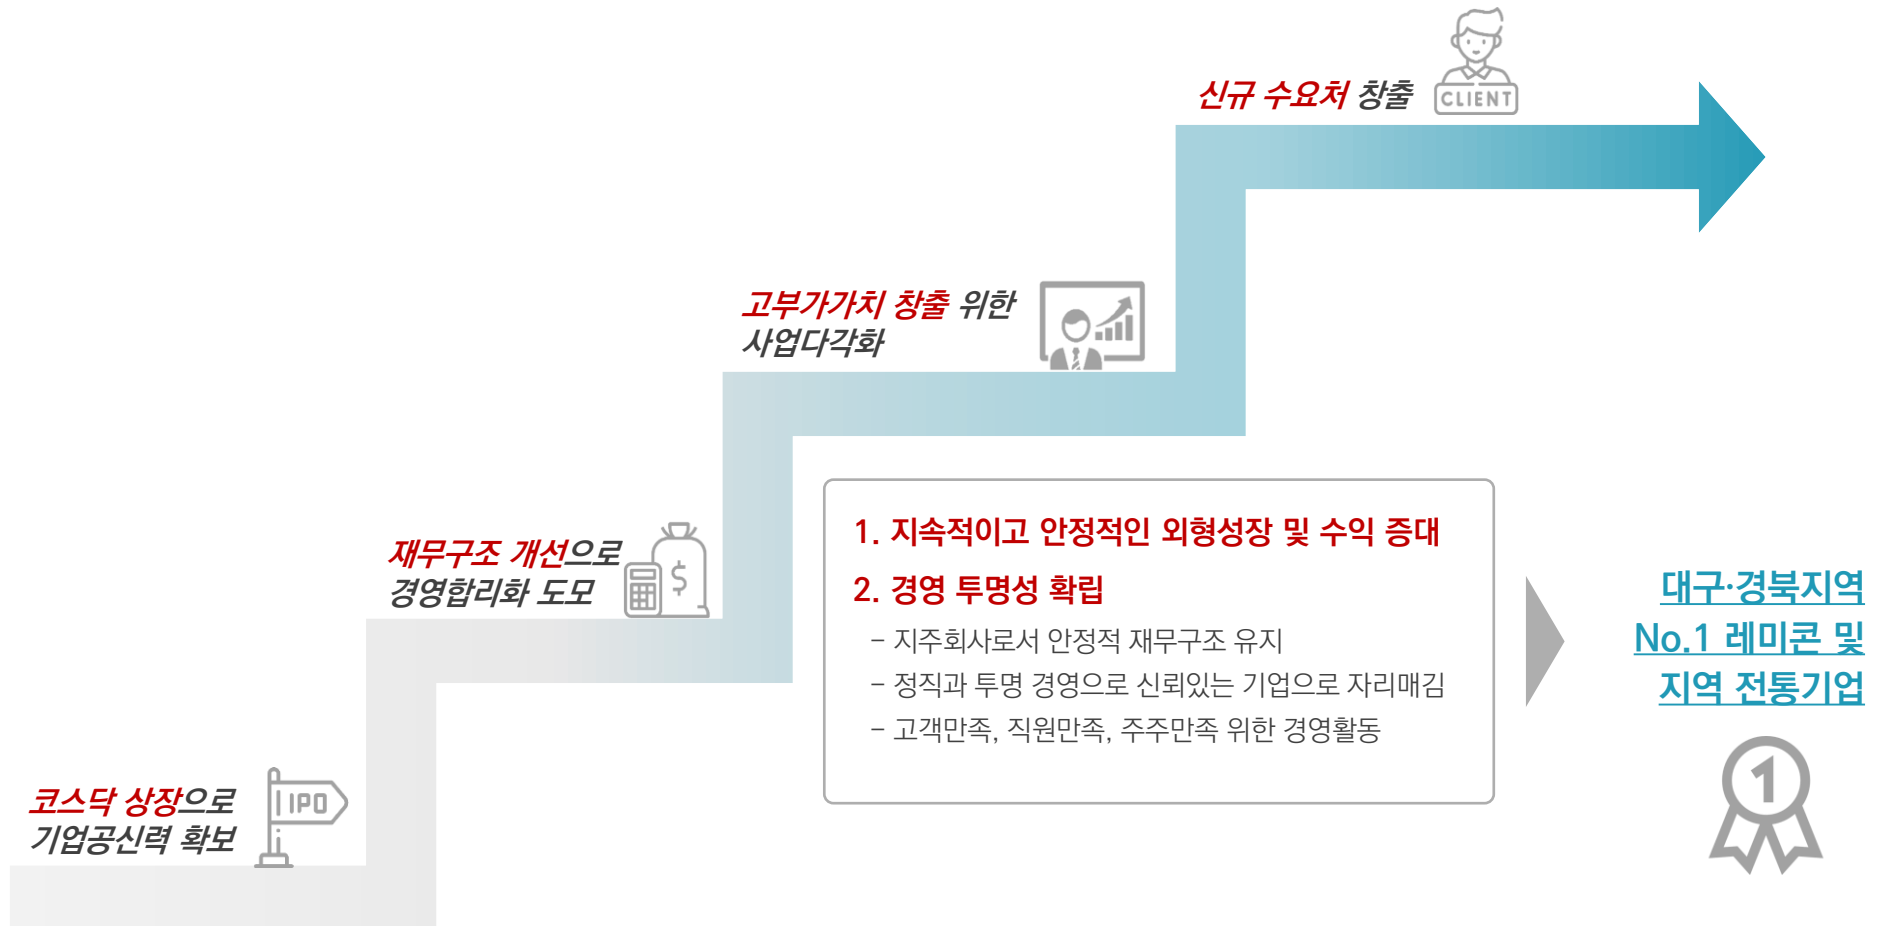 신규 수요처 창출
CLIENT
고부가가치 창출 위한
사업다각화
재무구조 개선으로
경영합리화 도모
$
코스닥 상장으로
기업공신력 확보
IPO
1. 지속적이고 안정적인 외형성장 및 수익 증대
2. 경영 투명성 확립
- 지주회사로서 안정적 재무구조 유지
- 정직과 투명 경영으로 신뢰있는 기업으로 자리매김
- 고객만족, 직원만족, 주주만족 위한 경영활동
대구·경북지역
No.1 레미콘 및
지역 전통기업
1